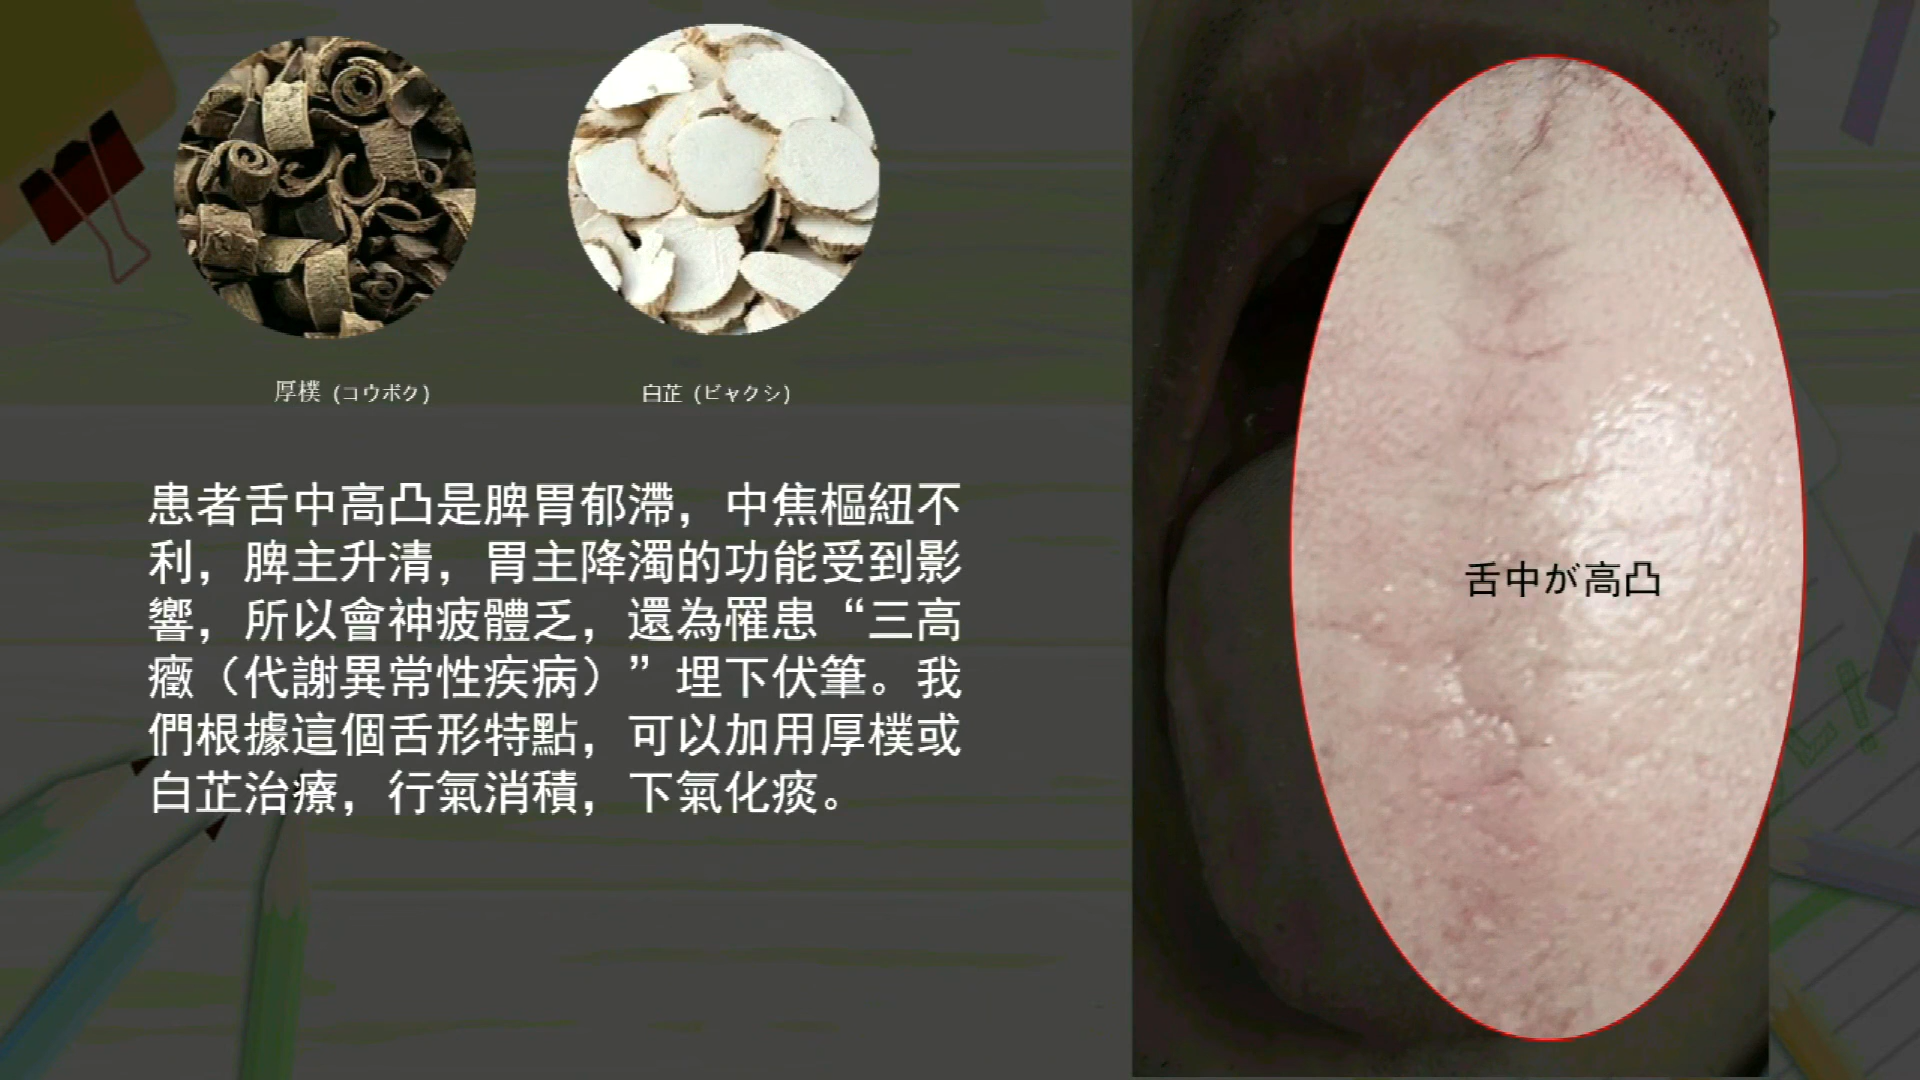 厚樸 (コウボク)
白芷 (ビャクシ)
患者舌中高凸是脾胃郁滯，中焦樞紐不
利，脾主升清，胃主降濁的功能受到影
響，所以會神疲體乏，還為罹患“三高
癥（代謝異常性疾病）”埋下伏筆。我
們根據這個舌形特點，可以加用厚樸或
白芷治療，行氣消積，下氣化痰。
舌中が高凸